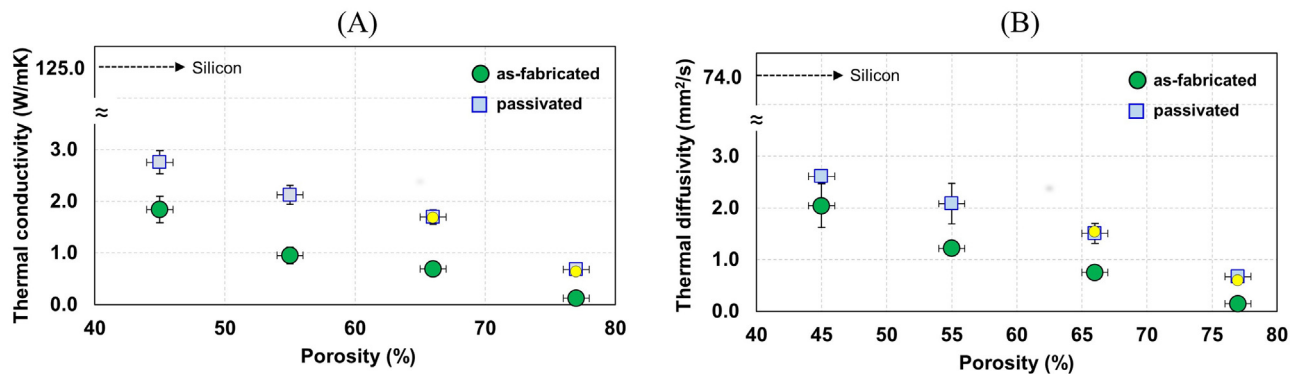 (A)
Thermal conductivity (W/mK)
125.0
≈
3.0
2.0
1.0
0.0
Silicon
as-fabricated
passivated
40
50
60
70
80
Porosity (%)
(B)
Thermal diffusivity (mm²/s)
74.0
≈
3.0
2.0
1.0
0.0
Silicon
as-fabricated
passivated
40
45
50
55
60
65
70
75
80
Porosity (%)